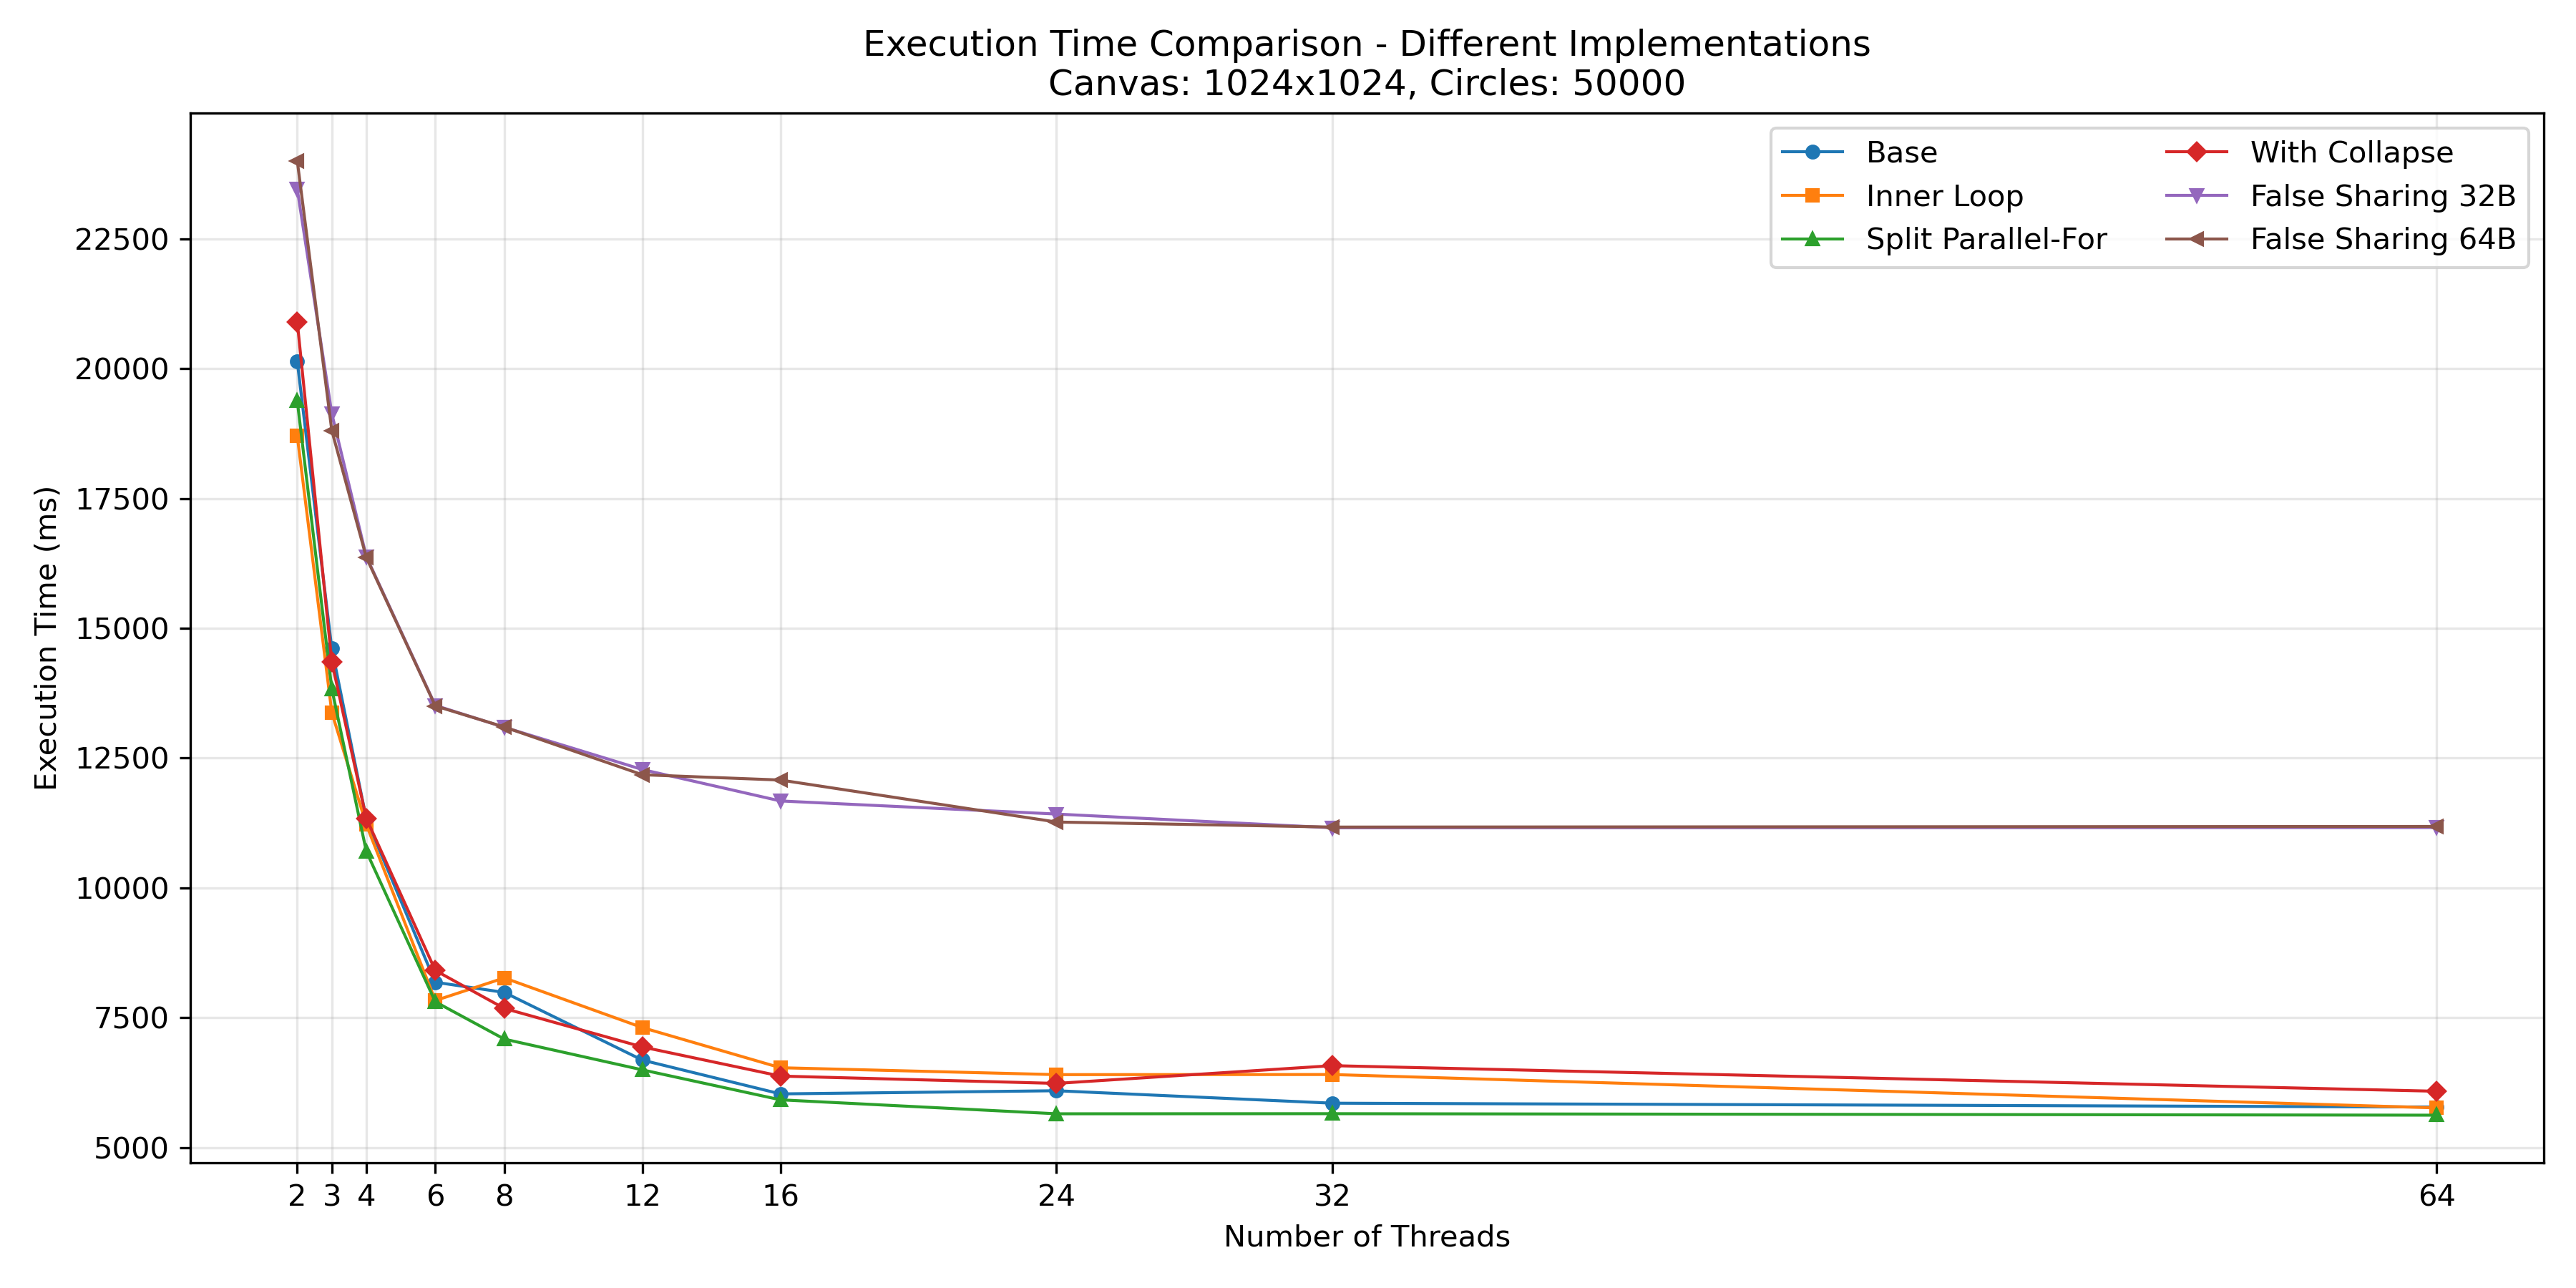 Execution Time Comparison - Different Implementations
Canvas: 1024x1024, Circles: 50000
Base
Inner Loop
Split Parallel-For
With Collapse
False Sharing 32B
False Sharing 64B
Execution Time (ms)
22500
20000
17500
15000
12500
10000
7500
5000
2 3 4 6 8 12 16 24 32 64
Number of Threads